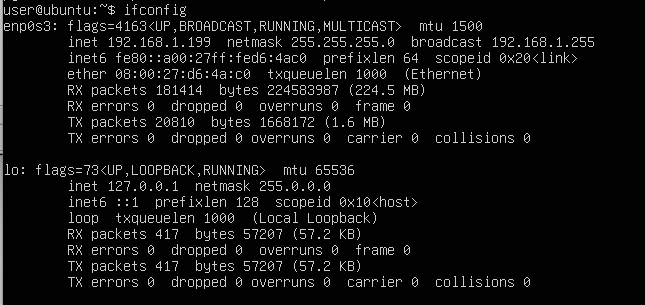 user@ubuntu:~$ ifconfig
enp0s3: flags=4163<UP,BROADCAST,RUNNING,MULTICAST>  mtu 1500
        inet 192.168.1.199  netmask 255.255.255.0  broadcast 192.168.1.255
        inet6 fe80::a00:27ff:fed6:4ac0  prefixlen 64  scopeid 0x20<link>
        ether 08:00:27:d6:4a:c0  txqueuelen 1000  (Ethernet)
        RX packets 181414  bytes 224583987 (224.5 MB)
        RX errors 0  dropped 0  overruns 0  frame 0
        TX packets 20810  bytes 1668172 (1.6 MB)
        TX errors 0  dropped 0 overruns 0  carrier 0  collisions 0
lo: flags=73<UP,LOOPBACK,RUNNING>  mtu 65536
        inet 127.0.0.1  netmask 255.0.0.0
        inet6 ::1  prefixlen 128  scopeid 0x10<host>
        loop  txqueuelen 1000  (Local Loopback)
        RX packets 417  bytes 57207 (57.2 KB)
        RX errors 0  dropped 0  overruns 0  frame 0
        TX packets 417  bytes 57207 (57.2 KB)
        TX errors 0  dropped 0 overruns 0  carrier 0  collisions 0